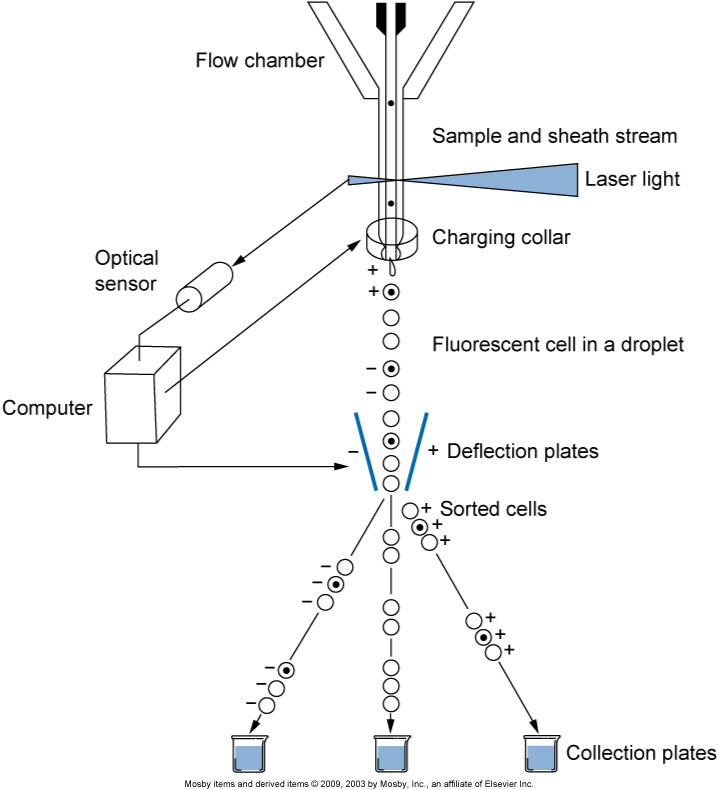 Flow chamber
Sample and sheath stream
Laser light
Charging collar
Optical
sensor
+
+
Fluorescent cell in a droplet
−
−
Computer
−
+ Deflection plates
+ Sorted cells
+
+
−
−
−
+
+
+
−
−
−
Collection plates
Mosby items and derived items © 2009, 2003 by Mosby, Inc., an affiliate of Elsevier Inc.